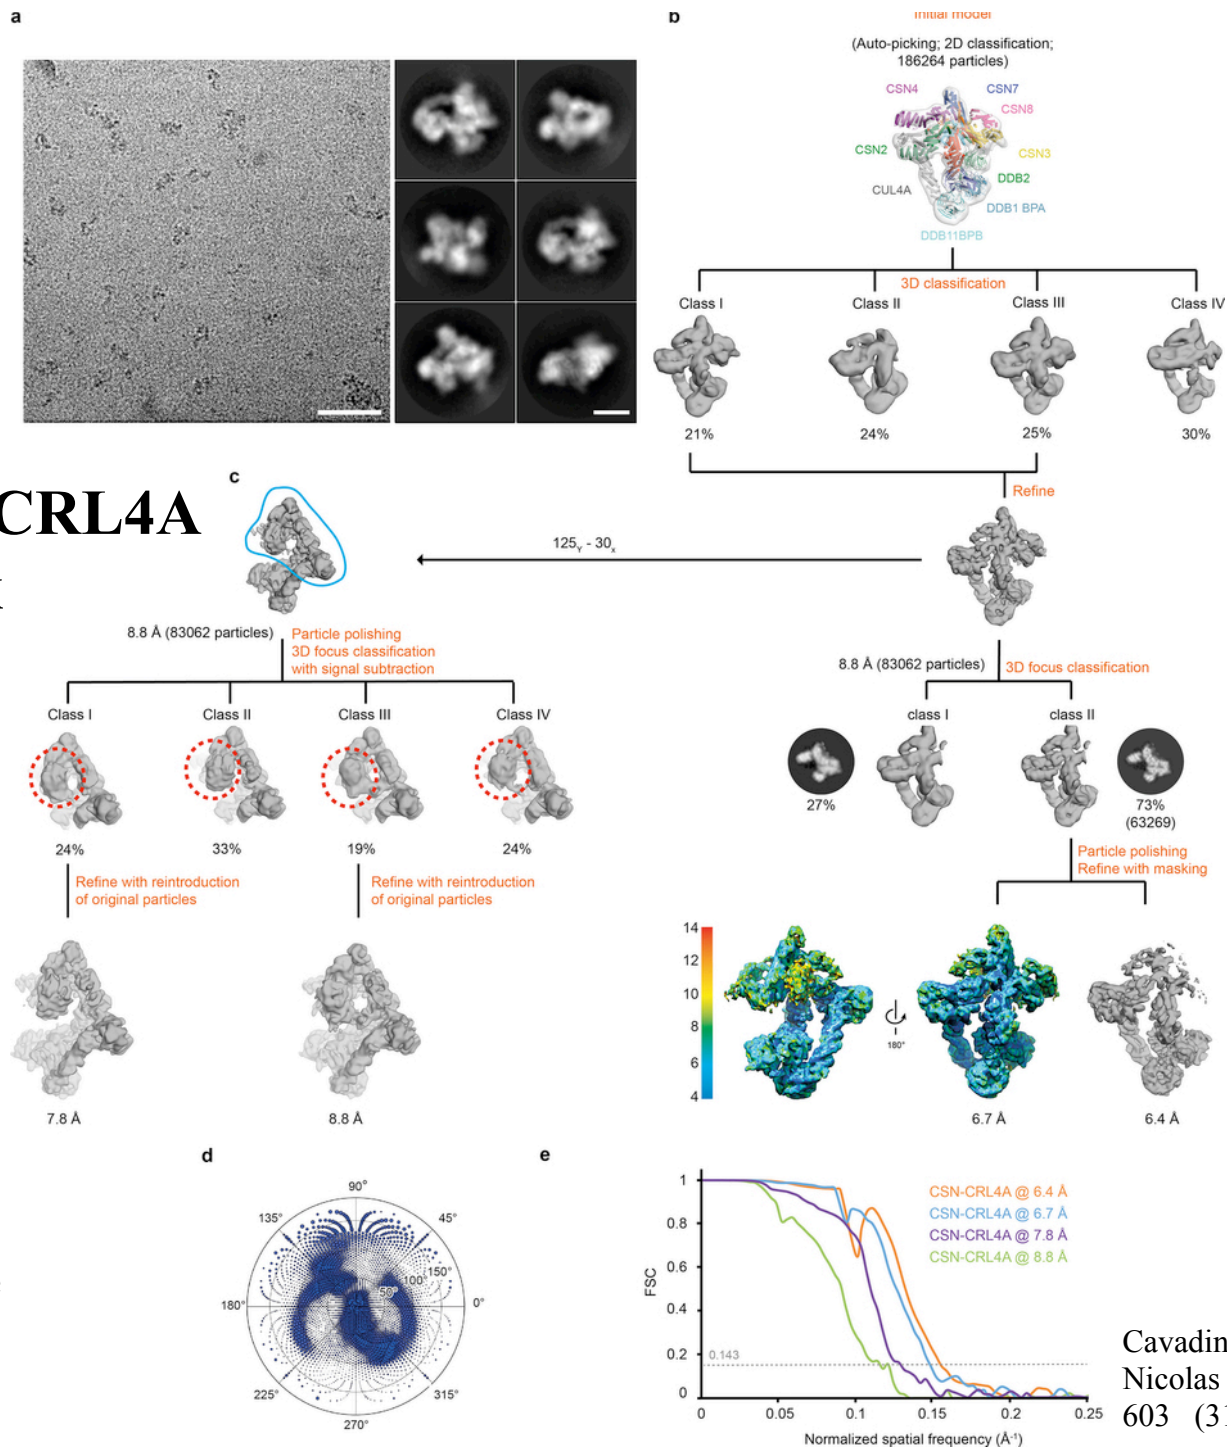 a
b
Initial model
(Auto-picking; 2D classification;
186264 particles)
CSN4
CSN7
CSN8
CSN2
CSN3
DDB2
CUL4A
DDB1 BPA
DDB11BPB
3D classification
Class I
Class II
Class III
Class IV
21%
24%
25%
30%
Refine
CRL4A
c
125Y - 30x
8.8 Å (83062 particles)
Particle polishing
3D focus classification
with signal subtraction
Class I
Class II
Class III
Class IV
24%
33%
19%
24%
Refine with reintroduction
of original particles
Refine with reintroduction
of original particles
7.8 Å
8.8 Å
8.8 Å (83062 particles)
3D focus classification
class I
class II
27%
73%
(63269)
Particle polishing
Refine with masking
14
12
10
8
6
4
180°
6.7 Å
6.4 Å
d
90°
135°
45°
150°
100°
50°
180°
0°
225°
315°
270°
e
1
0.8
0.6
0.4
0.2
0
FSC
0.143
CSN-CRL4A @ 6.4 Å
CSN-CRL4A @ 6.7 Å
CSN-CRL4A @ 7.8 Å
CSN-CRL4A @ 8.8 Å
0
0.05
0.1
0.15
0.2
0.25
Normalized spatial frequency (Å-1)
Cavadin
Nicolas
603 (31